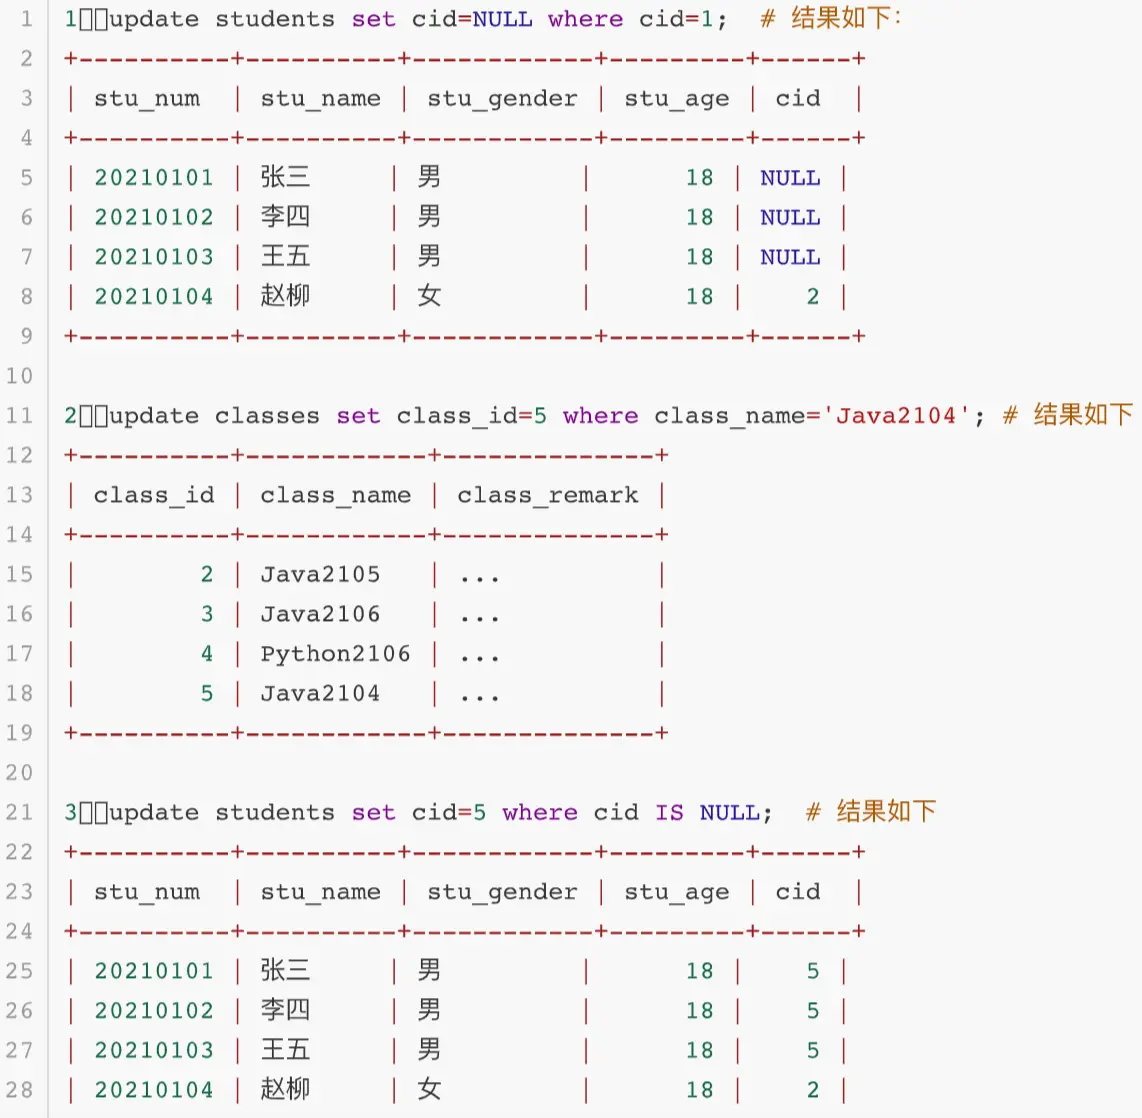 1 1▯▯update students set cid=NULL where cid=1;  # 结果如下:
2 +----------+----------+------------+---------+------+
3 | stu_num  | stu_name | stu_gender | stu_age | cid  |
4 +----------+----------+------------+---------+------+
5 | 20210101 | 张三     | 男         |      18 | NULL |
6 | 20210102 | 李四     | 男         |      18 | NULL |
7 | 20210103 | 王五     | 男         |      18 | NULL |
8 | 20210104 | 赵柳     | 女         |      18 |    2 |
9 +----------+----------+------------+---------+------+
10
11 2▯▯update classes set class_id=5 where class_name='Java2104'; # 结果如下
12 +----------+------------+--------------+
13 | class_id | class_name | class_remark |
14 +----------+------------+--------------+
15 |        2 | Java2105   | ...          |
16 |        3 | Java2106   | ...          |
17 |        4 | Python2106 | ...          |
18 |        5 | Java2104   | ...          |
19 +----------+------------+--------------+
20
21 3▯▯update students set cid=5 where cid IS NULL;  # 结果如下
22 +----------+----------+------------+---------+------+
23 | stu_num  | stu_name | stu_gender | stu_age | cid  |
24 +----------+----------+------------+---------+------+
25 | 20210101 | 张三     | 男         |      18 |    5 |
26 | 20210102 | 李四     | 男         |      18 |    5 |
27 | 20210103 | 王五     | 男         |      18 |    5 |
28 | 20210104 | 赵柳     | 女         |      18 |    2 |